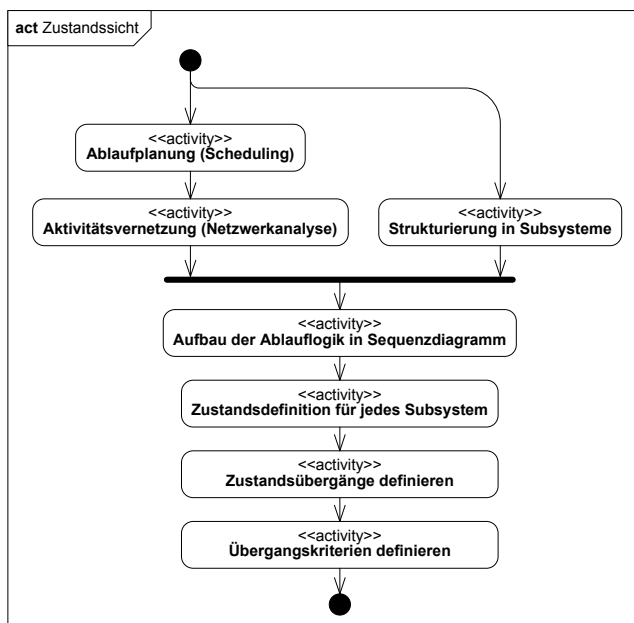 act Zustandssicht
<<activity>>
Ablaufplanung (Scheduling)
<<activity>>
Aktivitätsvernetzung (Netzwerkanalyse)
<<activity>>
Strukturierung in Subsysteme
<<activity>>
Aufbau der Ablauflogik in Sequenzdiagramm
<<activity>>
Zustandsdefinition für jedes Subsystem
<<activity>>
Zustandsübergänge definieren
<<activity>>
Übergangskriterien definieren